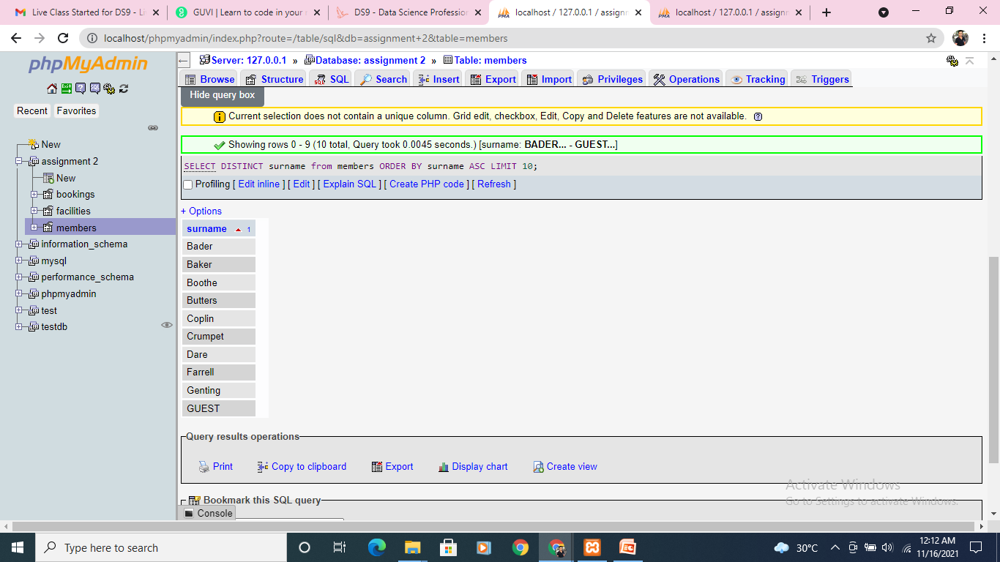 Live Class Started for DS9 - Li
GUVI | Learn to code in your
DS9 - Data Science Profession
localhost / 127.0.0.1 / assignm
localhost / 127.0.0.1 / assignm
localhost/phpmyadmin/index.php?route=/table/sql&db=assignment+2&table=members
phpMyAdmin
Recent Favorites
New
assignment 2
New
bookings
facilities
members
information_schema
mysql
performance_schema
phpmyadmin
test
testdb
Server: 127.0.0.1 » Database: assignment 2 » Table: members
Browse Structure SQL Search Insert Export Import Privileges Operations Tracking Triggers
Hide query box
Current selection does not contain a unique column. Grid edit, checkbox, Edit, Copy and Delete features are not available.
Showing rows 0 - 9 (10 total, Query took 0.0045 seconds.) [surname: BADER... - GUEST...]
SELECT DISTINCT surname from members ORDER BY surname ASC LIMIT 10;
Profiling [ Edit inline ] [ Edit ] [ Explain SQL ] [ Create PHP code ] [ Refresh ]
+ Options
surname 1
Bader
Baker
Boothe
Butters
Coplin
Crumpet
Dare
Farrell
Genting
GUEST
Query results operations
Print Copy to clipboard Export Display chart Create view
Activate Windows
Go to Settings to activate Windows.
Bookmark this SQL query
Console
Type here to search
30°C
12:12 AM
11/16/2021